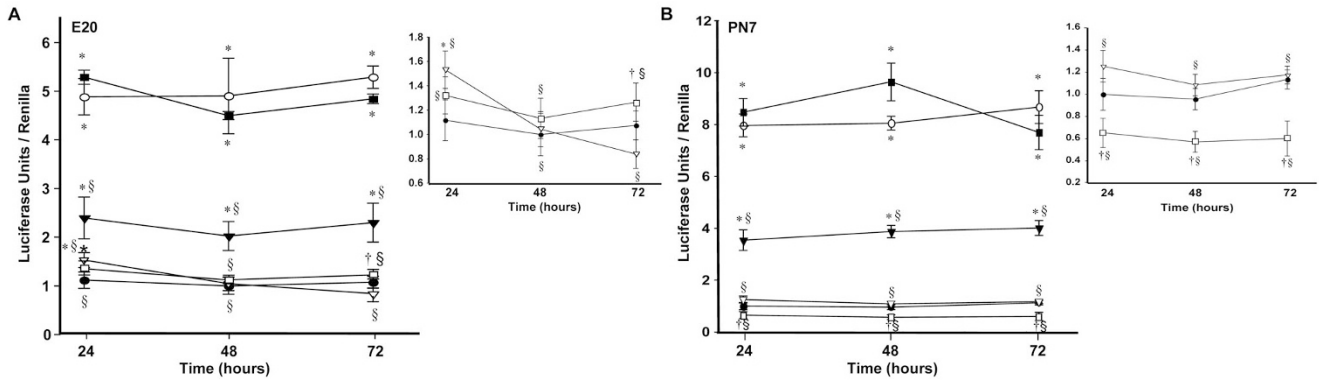 A
E20
Luciferase Units / Renilla
6
5
4
3
2
1
0
* * *
* * *
*§ *§ *§
*§ *
§ † §
§ § §
24 48 72
Time (hours)
1.8
1.6
1.4
1.2
1.0
0.8
0.6
* §
§
§
† §
§
§
24 48 72
Time (hours)
B
PN7
Luciferase Units / Renilla
12
10
8
6
4
2
0
* * *
* * *
* § * § * §
§ § §
†§ †§ †§
24 48 72
Time (hours)
1.6
1.4
1.2
1.0
0.8
0.6
0.4
0.2
§ § §
†§ †§ †§
24 48 72
Time (hours)